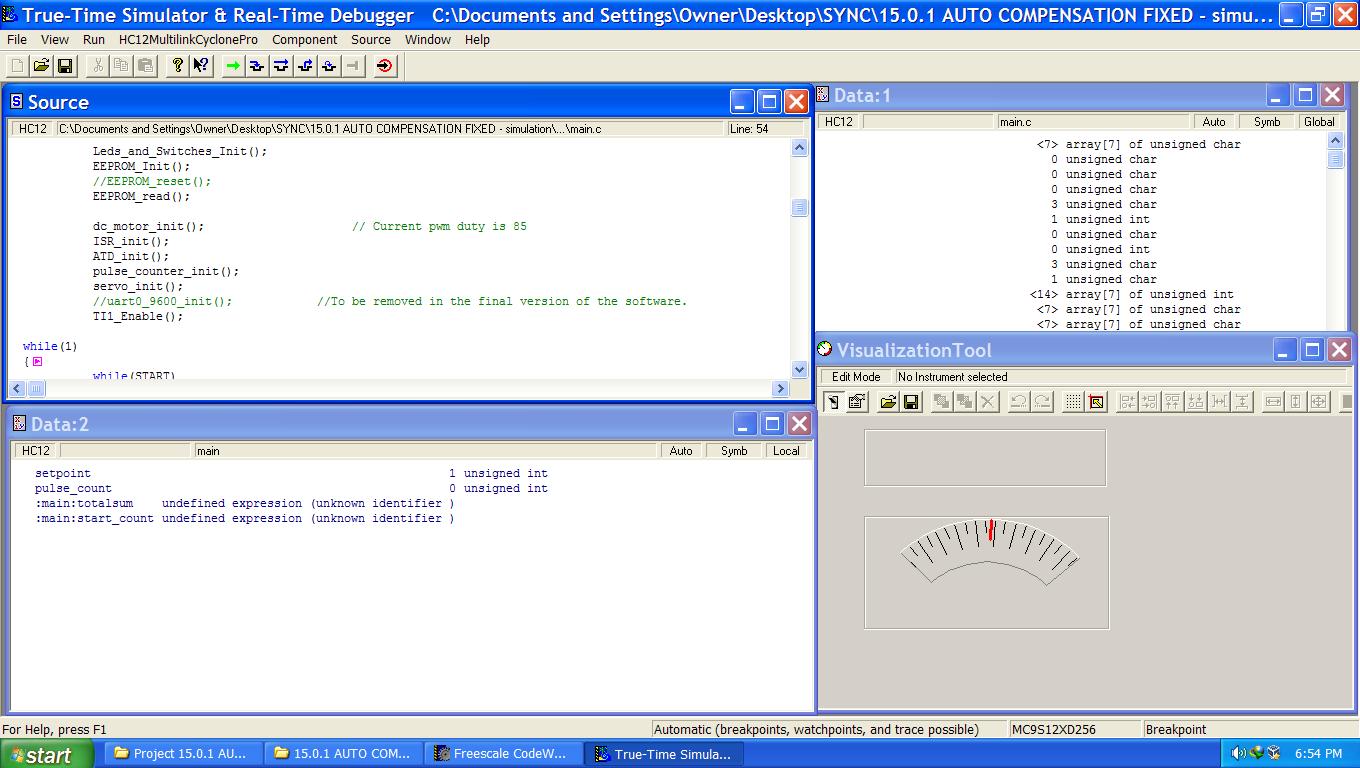 True-Time Simulator & Real-Time Debugger C:\Documents and Settings\Owner\Desktop\SYNC\15.0.1 AUTO COMPENSATION FIXED - simu...
File View Run HC12MultilinkCyclonePro Component Source Window Help
Source
HC12 C:\Documents and Settings\Owner\Desktop\SYNC\15.0.1 AUTO COMPENSATION FIXED - simulation\...\main.c Line: 54
Leds_and_Switches_Init();
EEPROM_Init();
//EEPROM_reset();
EEPROM_read();
dc_motor_init(); // Current pwm duty is 85
ISR_init();
ATD_init();
pulse_counter_init();
servo_init();
//uart0_9600_init(); //To be removed in the final version of the software.
TI1_Enable();
while(1)
{
while(START)
Data:1
HC12 main.c Auto Symb Global
<7> array[7] of unsigned char
0 unsigned char
0 unsigned char
0 unsigned char
3 unsigned char
1 unsigned int
0 unsigned char
0 unsigned int
3 unsigned char
1 unsigned char
<14> array[7] of unsigned int
<7> array[7] of unsigned char
<7> array[7] of unsigned char
VisualizationTool
Edit Mode No Instrument selected
Data:2
HC12 main Auto Symb Local
setpoint 1 unsigned int
pulse_count 0 unsigned int
:main:totalsum undefined expression (unknown identifier )
:main:start_count undefined expression (unknown identifier )
For Help, press F1 Automatic (breakpoints, watchpoints, and trace possible) MC9S12XD256 Breakpoint
start Project 15.0.1 AU... 15.0.1 AUTO COM... Freescale CodeW... True-Time Simula... 6:54 PM